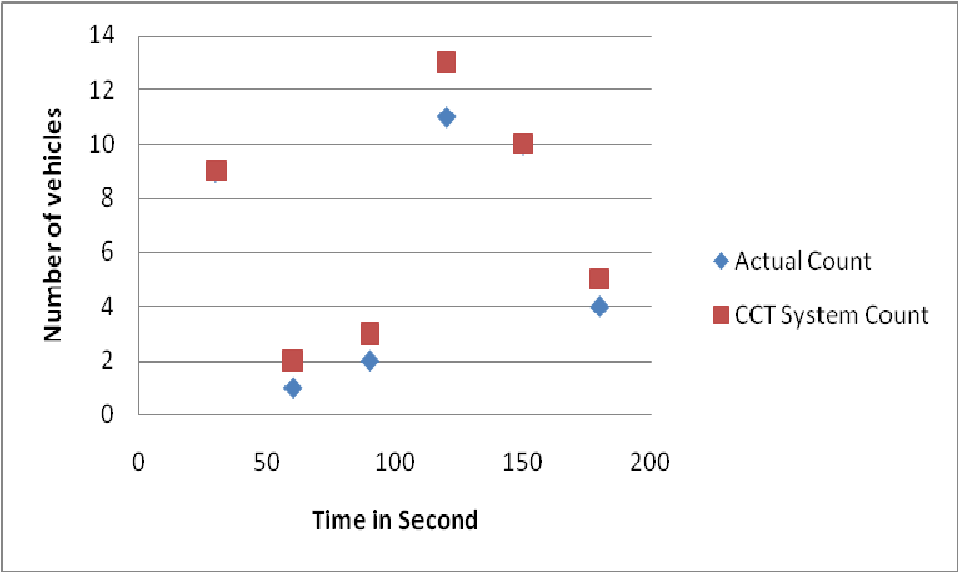 14
12
10
8
6
4
2
0
Number of vehicles
0 50 100 150 200
Time in Second
Actual Count
CCT System Count